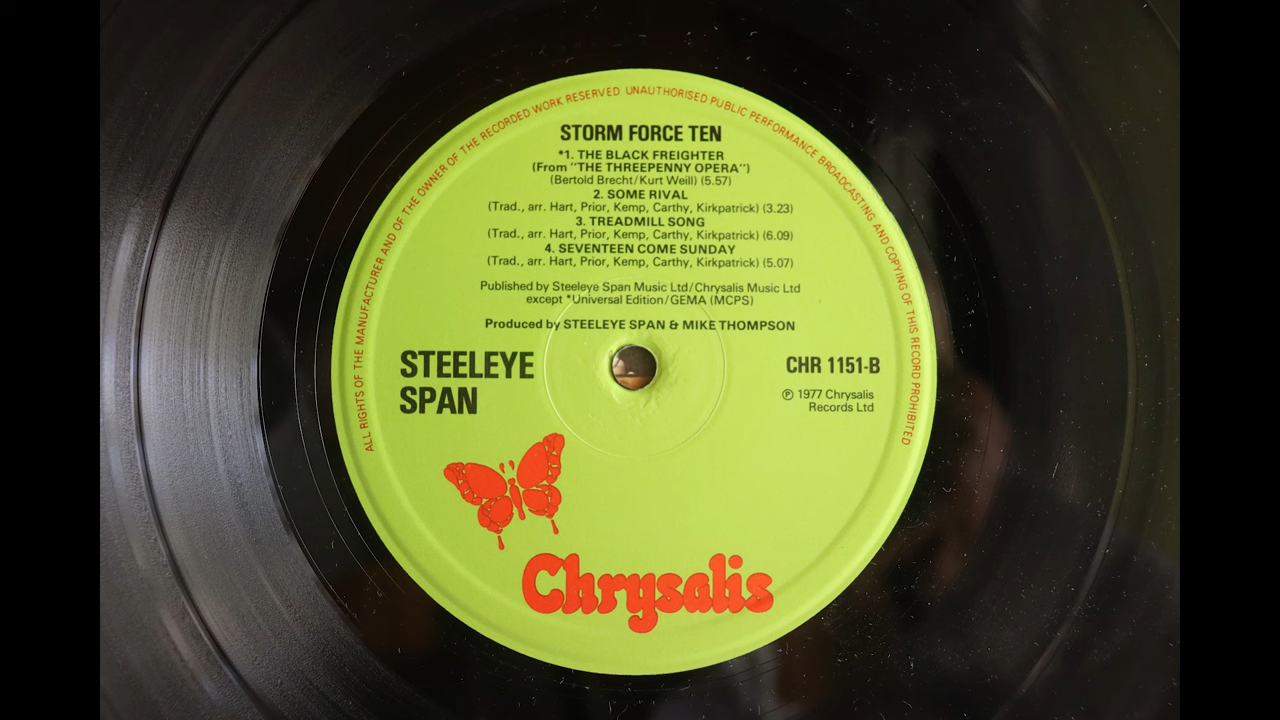 ALL RIGHTS OF THE MANUFACTURER AND OF THE OWNER OF THE RECORDED WORK RESERVED UNAUTHORISED PUBLIC PERFORMANCE BROADCASTING AND COPYING OF THIS RECORD PROHIBITED
STORM FORCE TEN
*1. THE BLACK FREIGHTER
(From "THE THREEPENNY OPERA")
(Bertold Brecht/Kurt Weill) (5.57)
2. SOME RIVAL
(Trad., arr. Hart, Prior, Kemp, Carthy, Kirkpatrick) (3.23)
3. TREADMILL SONG
(Trad., arr. Hart, Prior, Kemp, Carthy, Kirkpatrick) (6.09)
4. SEVENTEEN COME SUNDAY
(Trad., arr. Hart, Prior, Kemp, Carthy, Kirkpatrick) (5.07)
Published by Steeleye Span Music Ltd/Chrysalis Music Ltd
except *Universal Edition/GEMA (MCPS)
Produced by STEELEYE SPAN & MIKE THOMPSON
STEELEYE
SPAN
CHR 1151-B
℗ 1977 Chrysalis
Records Ltd
Chrysalis